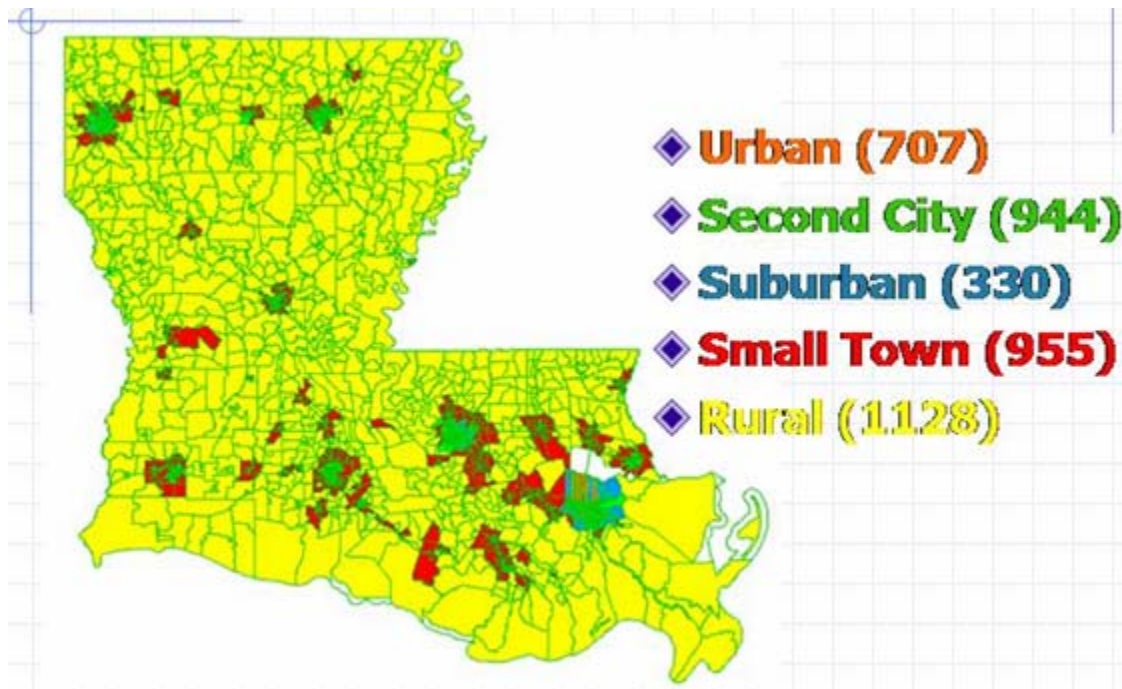 Urban (707)
Second City (944)
Suburban (330)
Small Town (955)
Rural (1128)